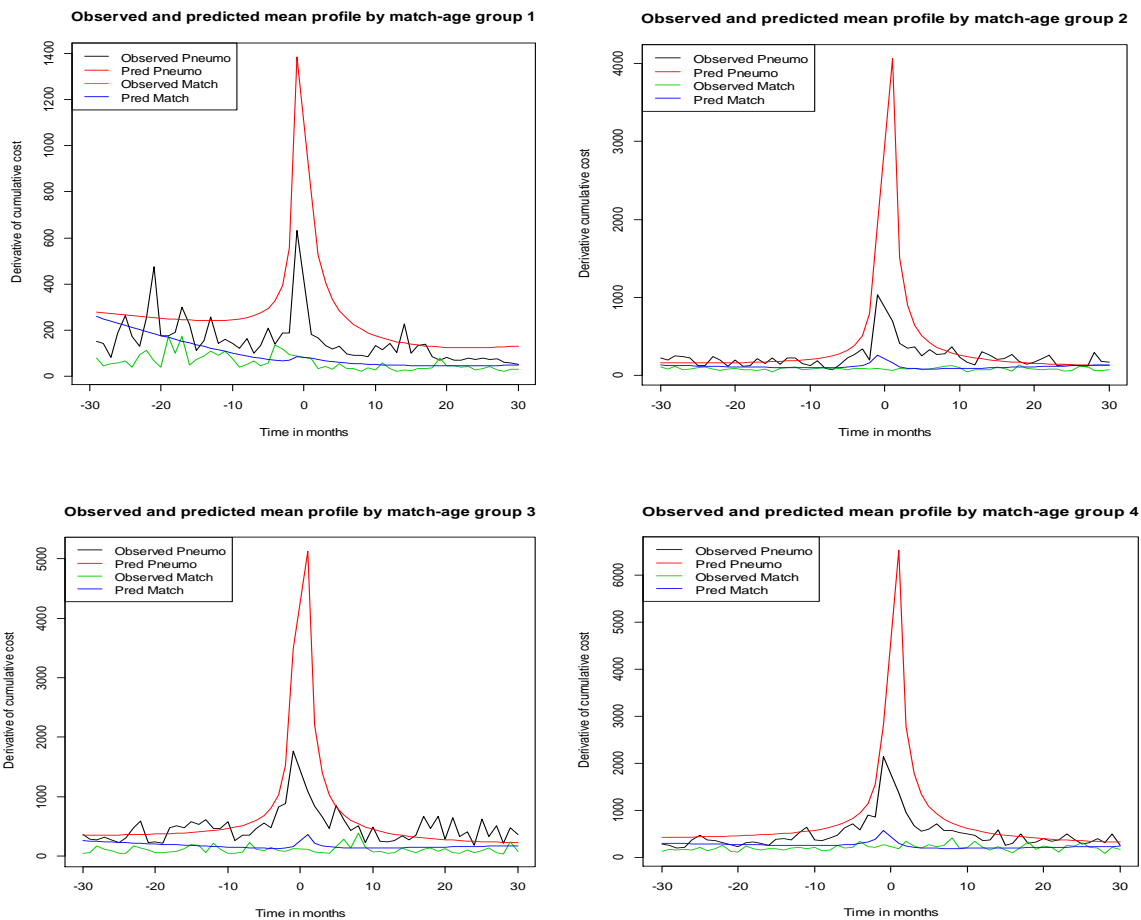 Observed and predicted mean profile by match-age group 1
Observed Pneumo
Pred Pneumo
Observed Match
Pred Match
Derivative of cumulative cost
0 200 400 600 800 1000 1200 1400
-30 -20 -10 0 10 20 30
Time in months
Observed and predicted mean profile by match-age group 2
Observed Pneumo
Pred Pneumo
Observed Match
Pred Match
Derivative of cumulative cost
0 1000 2000 3000 4000
-30 -20 -10 0 10 20 30
Time in months
Observed and predicted mean profile by match-age group 3
Observed Pneumo
Pred Pneumo
Observed Match
Pred Match
Derivative of cumulative cost
0 1000 2000 3000 4000 5000
-30 -20 -10 0 10 20 30
Time in months
Observed and predicted mean profile by match-age group 4
Observed Pneumo
Pred Pneumo
Observed Match
Pred Match
Derivative of cumulative cost
0 1000 2000 3000 4000 5000 6000
-30 -20 -10 0 10 20 30
Time in months